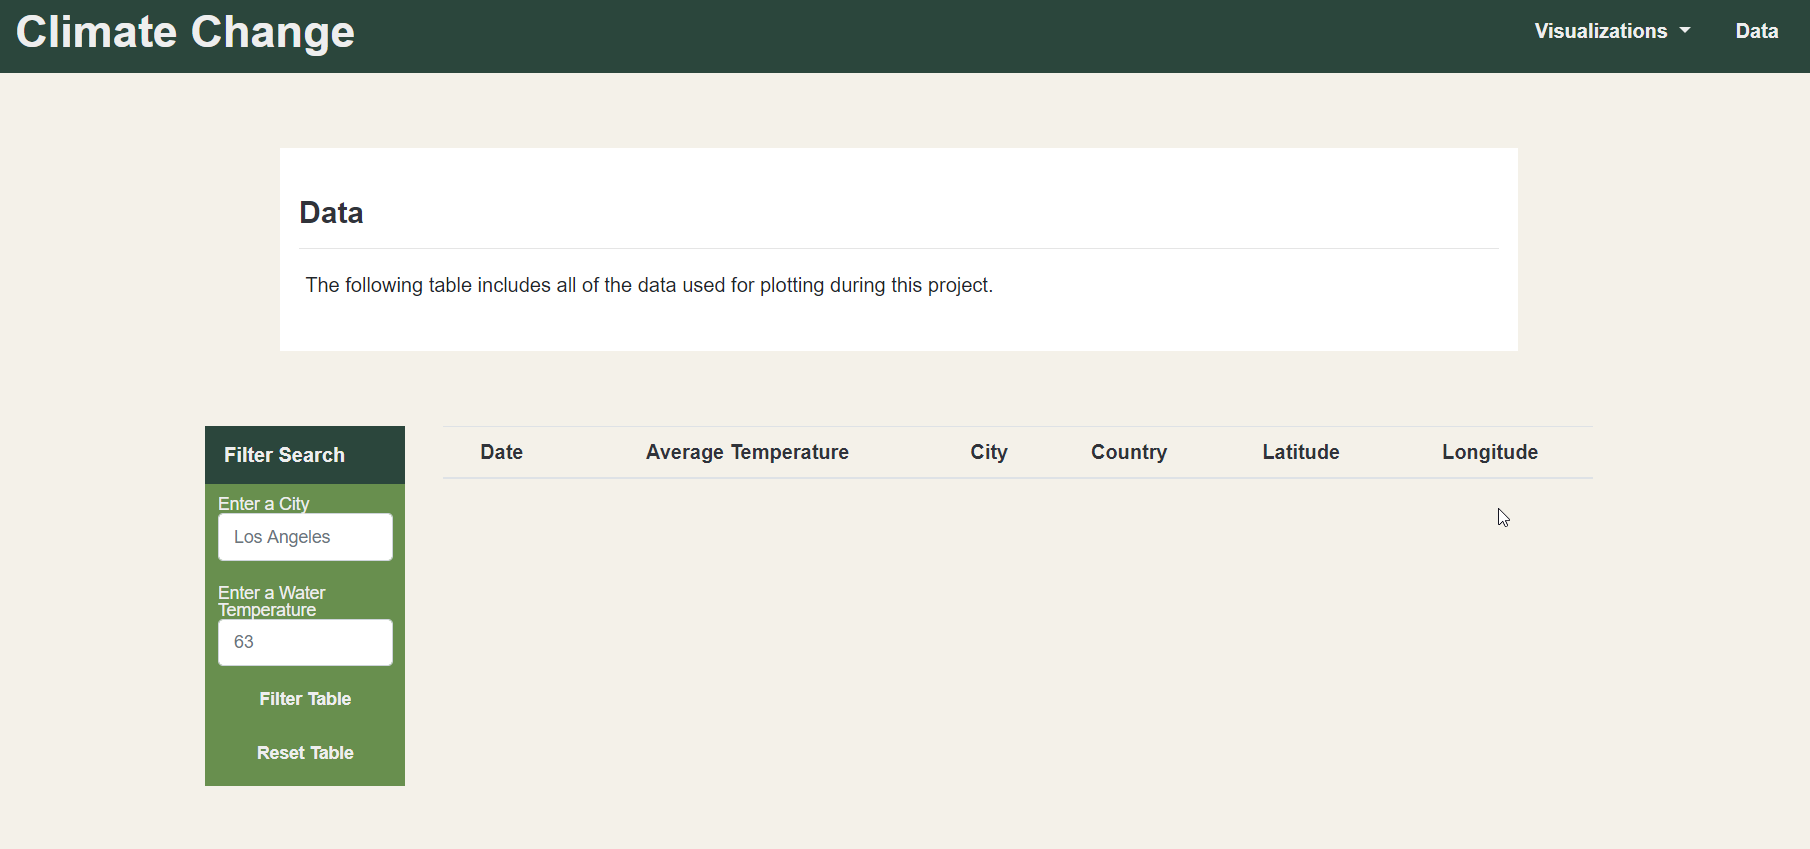 Climate Change
Visualizations
Data
Data
The following table includes all of the data used for plotting during this project.
Filter Search
Enter a City
Los Angeles
Enter a Water
Temperature
63
Filter Table
Reset Table
Date Average Temperature City Country Latitude Longitude